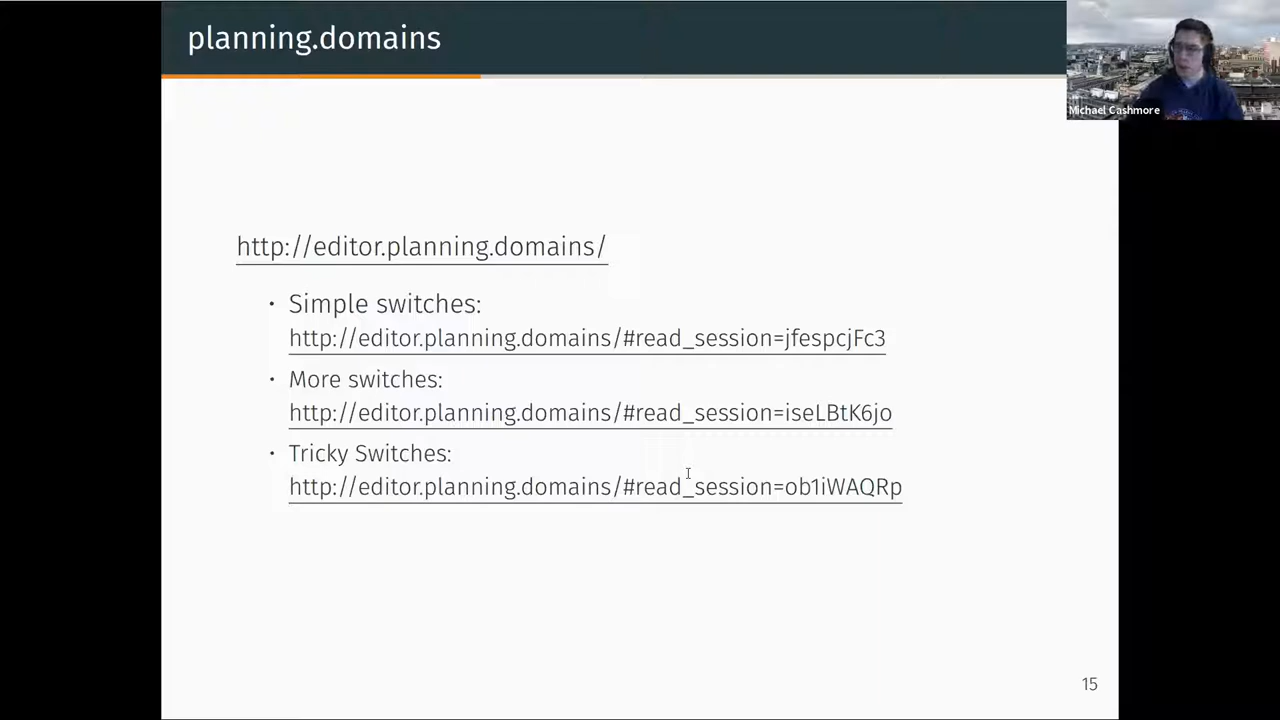 planning.domains
Michael Cashmore
http://editor.planning.domains/
• Simple switches:
http://editor.planning.domains/#read_session=jfespcjFc3
• More switches:
http://editor.planning.domains/#read_session=iseLBtK6jo
• Tricky Switches:
http://editor.planning.domains/#read_session=ob1iWAQRp
15